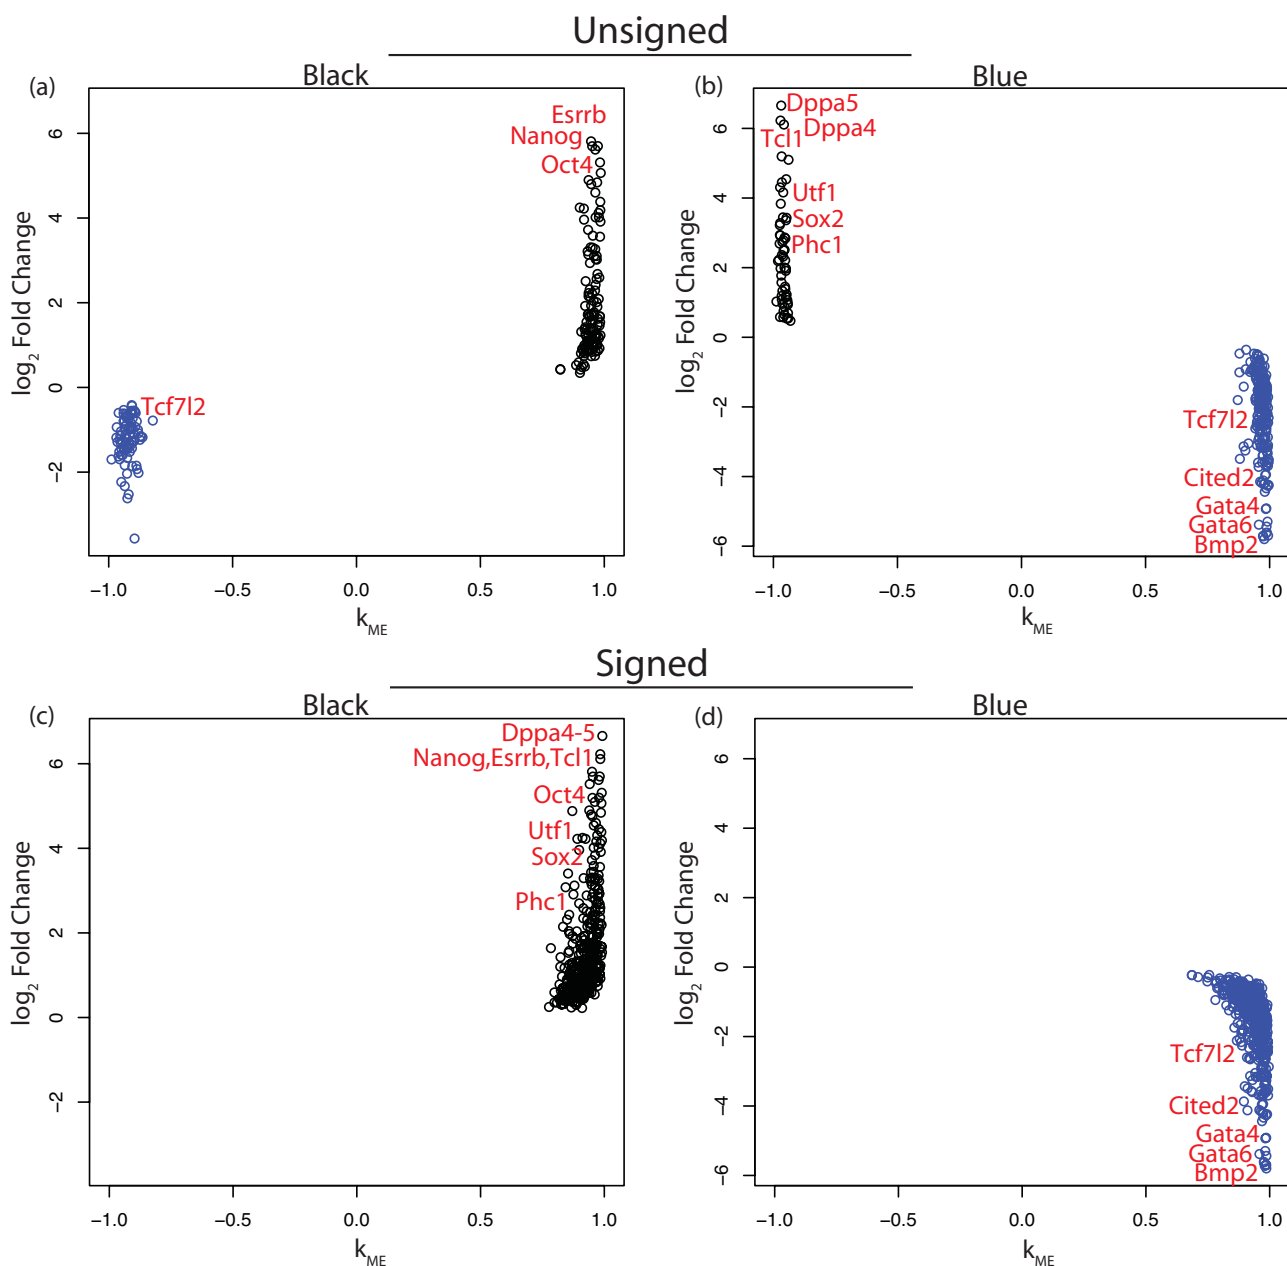 Unsigned
(a)
Black
Esrrb
Nanog
Oct4
Tcf7l2
log2 Fold Change
6
4
2
0
−2
−1.0
−0.5
0.0
0.5
1.0
kME
(b)
Blue
Dppa5
Dppa4
Tcl1
Utf1
Sox2
Phc1
Tcf7l2
Cited2
Gata4
Gata6
Bmp2
log2 Fold Change
6
4
2
0
−2
−4
−6
−1.0
−0.5
0.0
0.5
1.0
kME
Signed
(c)
Black
Dppa4-5
Nanog,Esrrb,Tcl1
Oct4
Utf1
Sox2
Phc1
log2 Fold Change
6
4
2
0
−2
−1.0
−0.5
0.0
0.5
1.0
kME
(d)
Blue
Tcf7l2
Cited2
Gata4
Gata6
Bmp2
log2 Fold Change
6
4
2
0
−2
−4
−6
−1.0
−0.5
0.0
0.5
1.0
kME